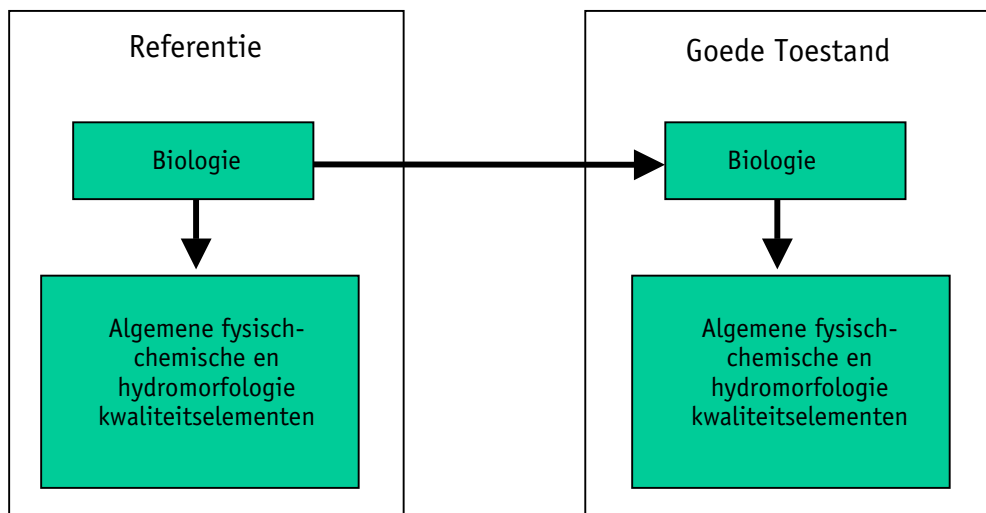 Referentie
Biologie
Algemene fysisch-
chemische en
hydromorfologie
kwaliteitselementen
Goede Toestand
Biologie
Algemene fysisch-
chemische en
hydromorfologie
kwaliteitselementen